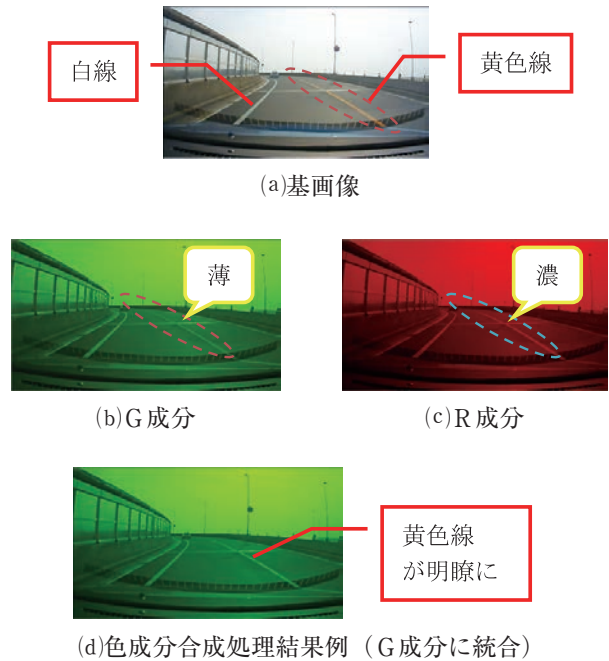 白線
黄色線
(a)基画像
薄
濃
(b)G成分
(c)R成分
黄色線
が明瞭に
(d)色成分合成処理結果例（G成分に統合）